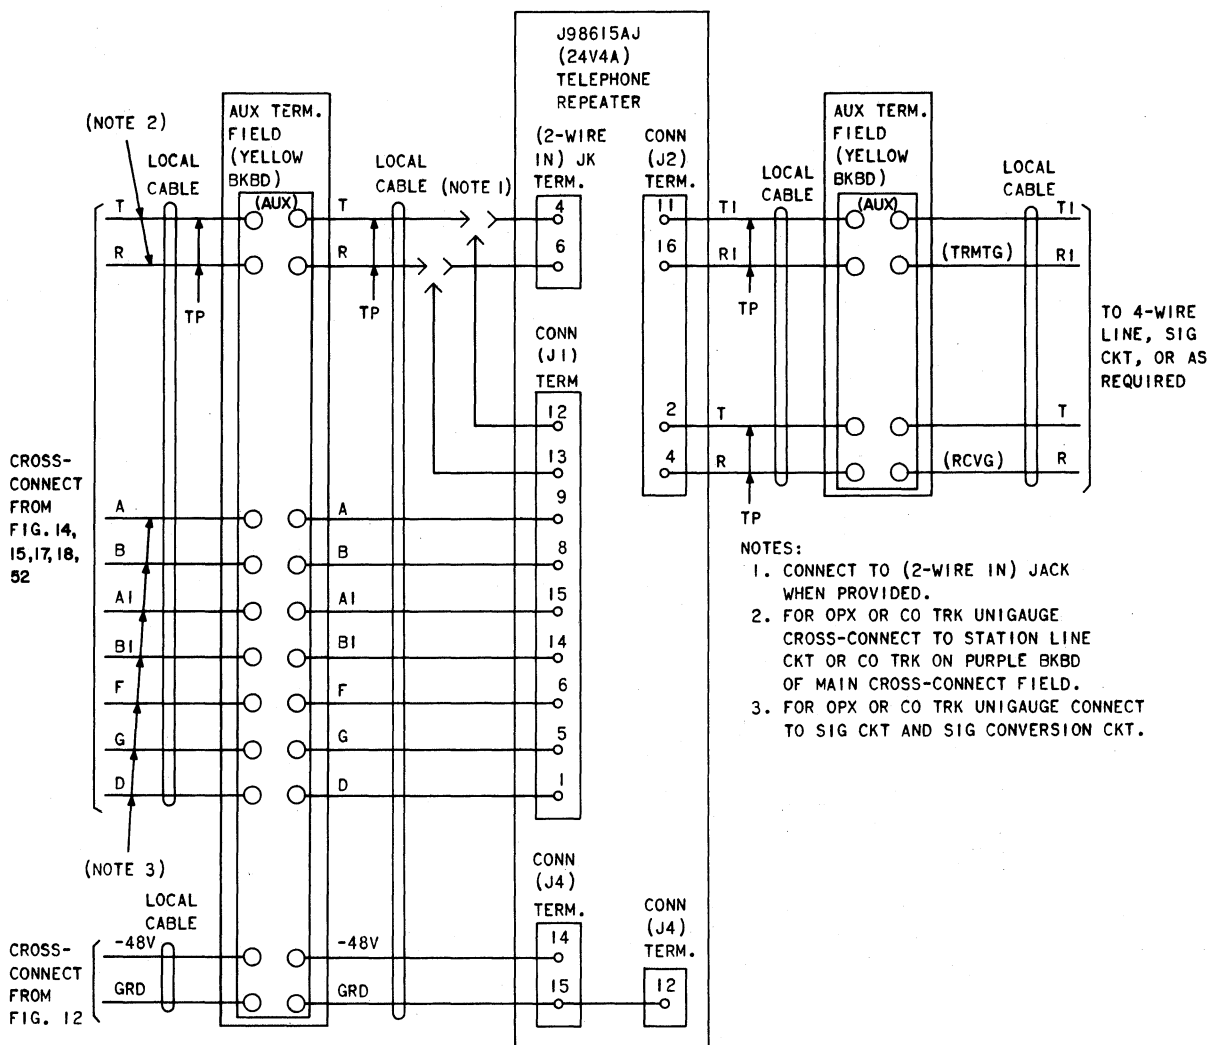 J98615AJ
(24V4A)
TELEPHONE
REPEATER
AUX TERM.
FIELD
(YELLOW
BKBD)
(AUX)
AUX TERM.
FIELD
(YELLOW
BKBD)
(AUX)
(NOTE 2)
LOCAL
CABLE
LOCAL
CABLE
(NOTE 1)
(2-WIRE
IN) JK
TERM.
CONN
(J2)
TERM.
LOCAL
CABLE
LOCAL
CABLE
T
T
4
11
T1
T1
R
R
6
16
R1
(TRMTG)
R1
TP
TP
TP
TO 4-WIRE
LINE, SIG
CKT, OR AS
REQUIRED
CONN
(J1)
TERM
12
2
T
T
13
4
R
(RCVG)
R
TP
CROSS-
CONNECT
FROM
FIG. 14,
15,17,18,
52
A
A
9
B
B
8
A1
A1
15
B1
B1
14
F
F
6
G
G
5
D
D
1
(NOTE 3)
NOTES:
1. CONNECT TO (2-WIRE IN) JACK
WHEN PROVIDED.
2. FOR OPX OR CO TRK UNIGAUGE
CROSS-CONNECT TO STATION LINE
CKT OR CO TRK ON PURPLE BKBD
OF MAIN CROSS-CONNECT FIELD.
3. FOR OPX OR CO TRK UNIGAUGE CONNECT
TO SIG CKT AND SIG CONVERSION CKT.
LOCAL
CABLE
CONN
(J4)
TERM.
CONN
(J4)
TERM.
CROSS-
CONNECT
FROM
FIG. 12
-48V
-48V
14
GRD
GRD
15
12